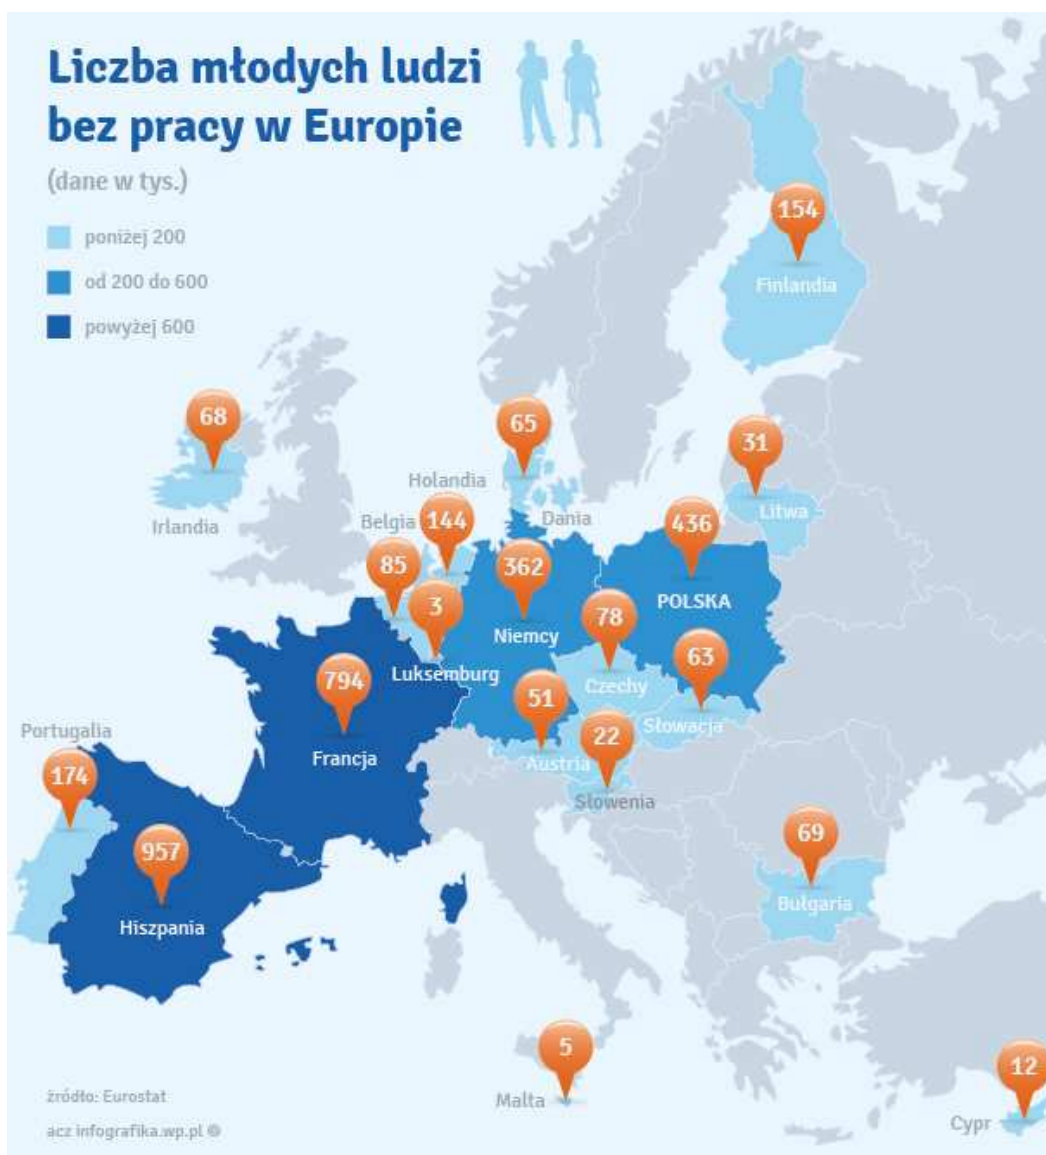 Liczba młodych ludzi
bez pracy w Europie
(dane w tys.)
poniżej 200
od 200 do 600
powyżej 600
154
Finlandia
68
Irlandia
65
Dania
31
Litwa
Holandia
144
Belgia
85
436
POLSKA
362
Niemcy
3
Luksemburg
78
Czechy
63
Słowacja
794
Francja
51
Austria
22
Słowenia
Portugalia
174
957
Hiszpania
69
Bułgaria
5
Malta
12
Cypr
źródło: Eurostat
acz infografika.wp.pl ©